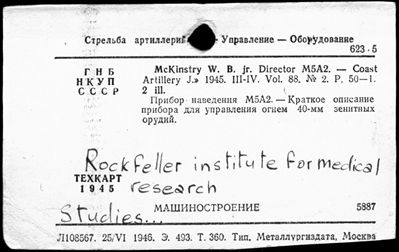 Стрельба артиллерии — Управление — Оборудование
623·5
ГНБ
НКУП
СССР
McKinstry W. B. jr. Director M5A2. — Coast
Artillery J.» 1945. III-IV. Vol. 88. № 2. P. 50—1.
2 ill.
Прибор наведения M5A2.—Краткое описание
прибора для управления огнем 40-мм зенитных
орудий.
Rockfeller institute for medical
research
Studies...
ТЕХКАРТ
1945
МАШИНОСТРОЕНИЕ 5887
Л108567. 25/VI 1946. Э. 493. Т. 360. Тип. Металлургиздата, Москва